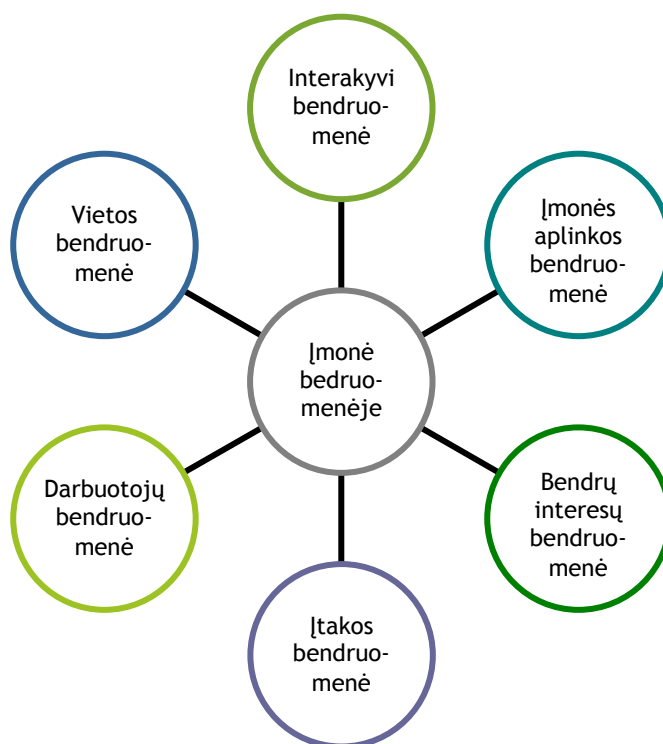 Interakyvi
bendruo-
menė
Vietos
bendruo-
menė
Įmonės
aplinkos
bendruo-
menė
Įmonė
bedruo-
menėje
Darbuotojų
bendruo-
menė
Bendrų
interesų
bendruo-
menė
Įtakos
bendruo-
menė